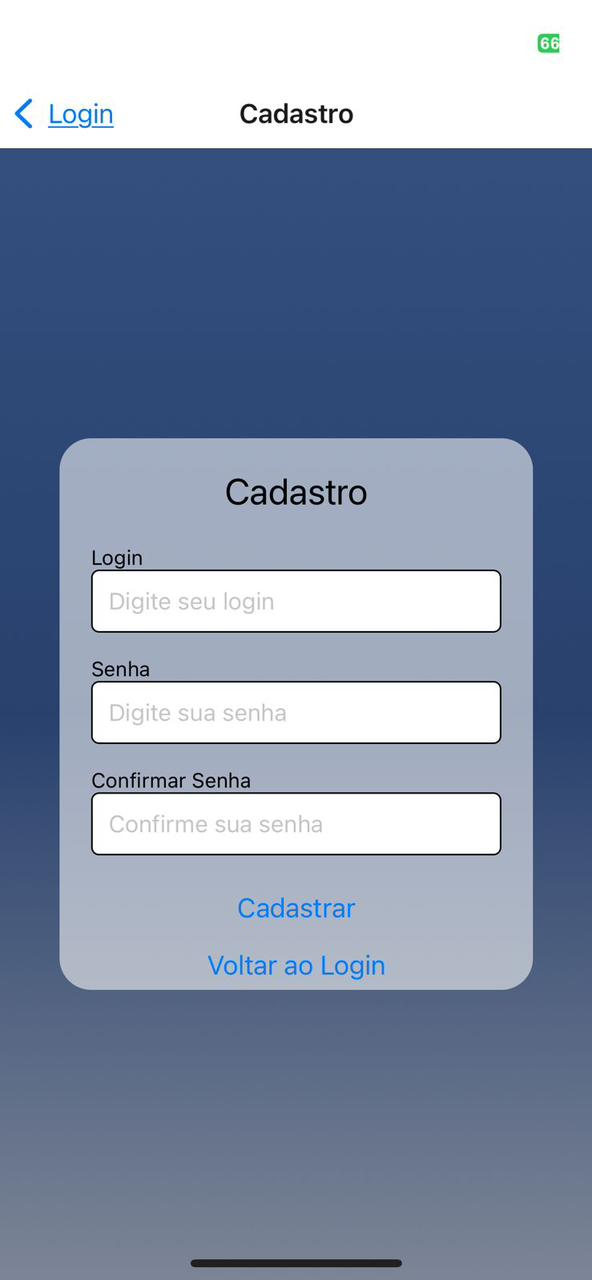 66
Login
Cadastro
Cadastro
Login
Digite seu login
Senha
Digite sua senha
Confirmar Senha
Confirme sua senha
Cadastrar
Voltar ao Login